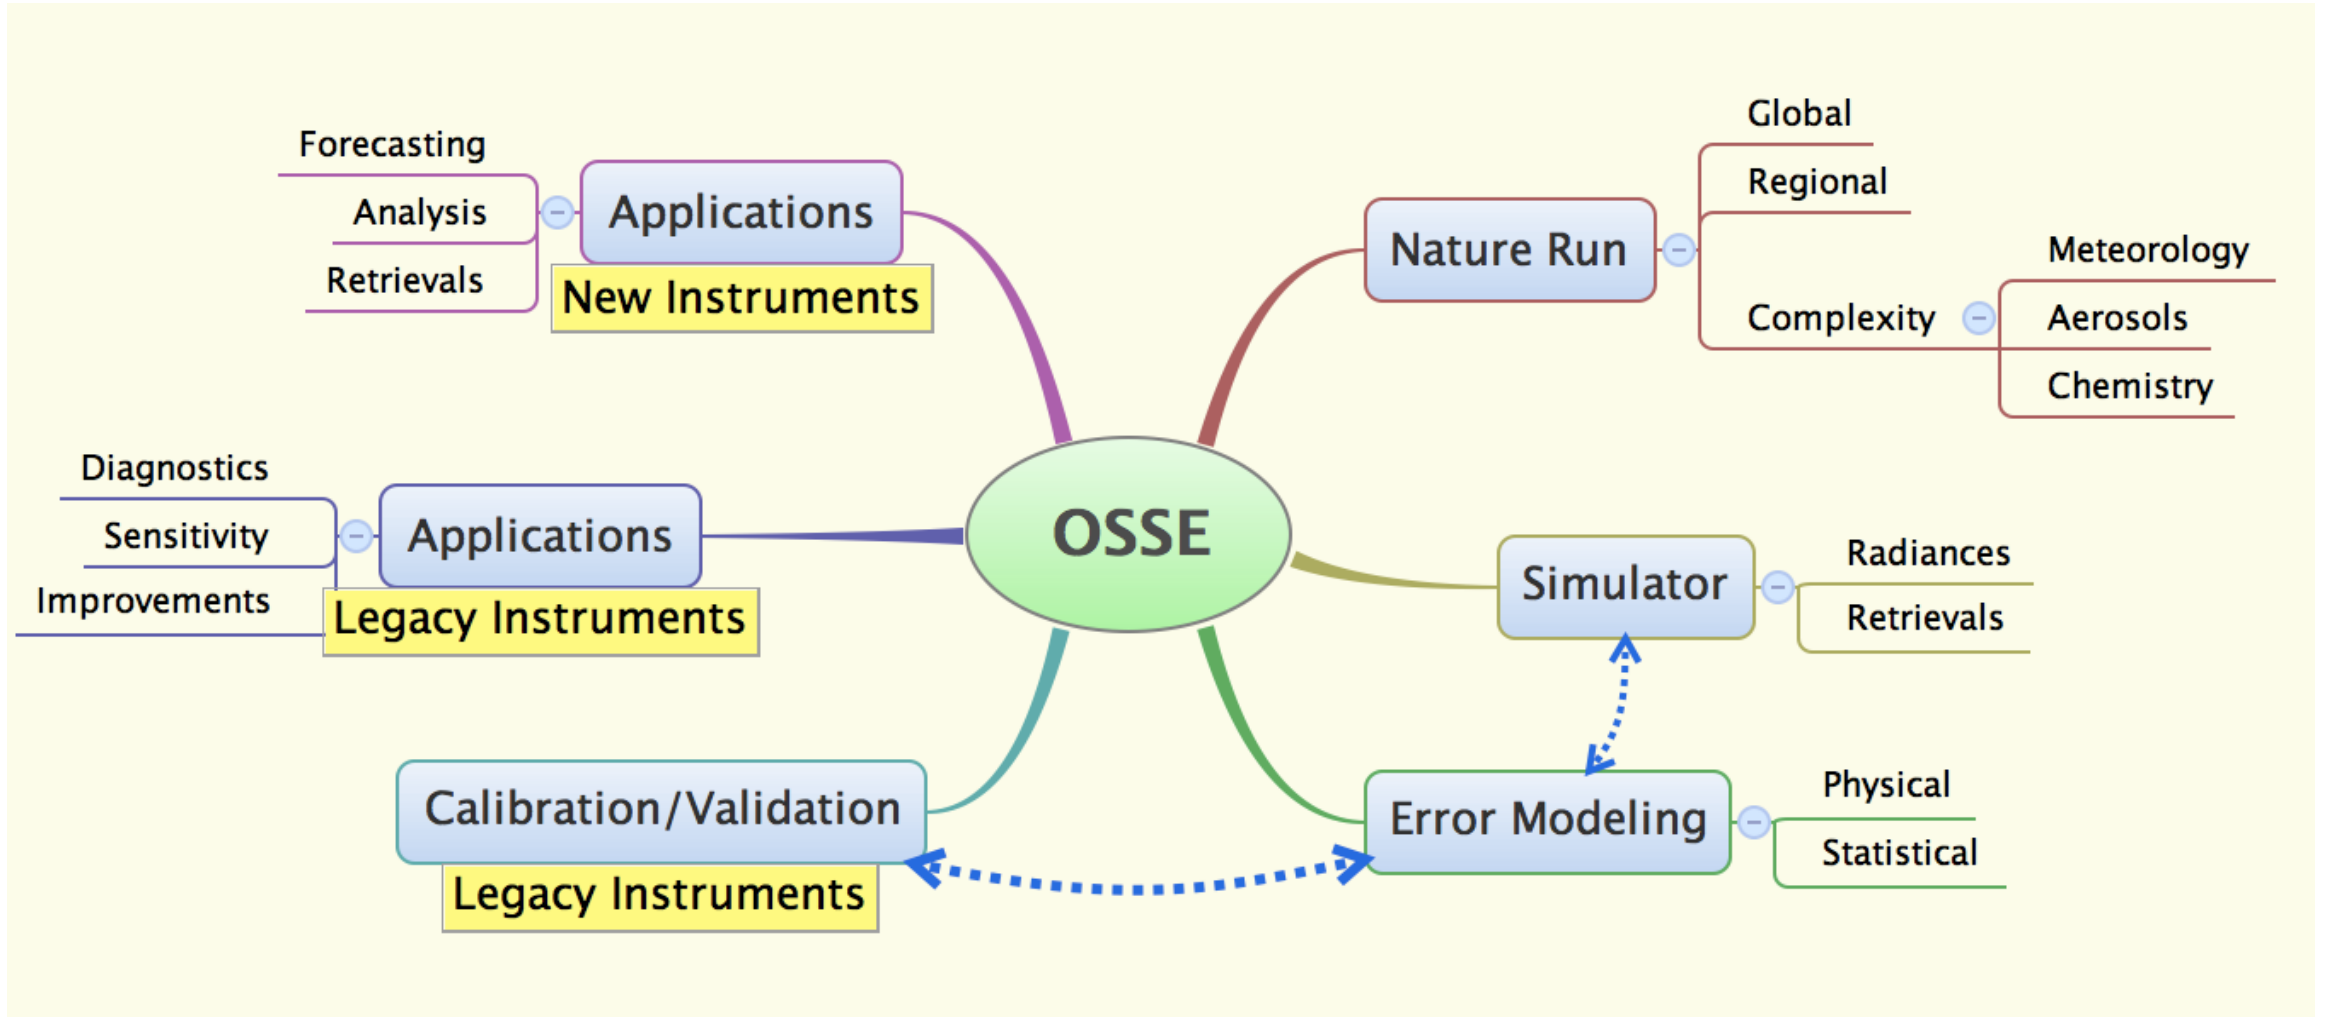 Forecasting
Analysis
Retrievals
Applications
New Instruments
Diagnostics
Sensitivity
Improvements
Applications
Legacy Instruments
Calibration/Validation
Legacy Instruments
OSSE
Nature Run
Global
Regional
Complexity
Meteorology
Aerosols
Chemistry
Simulator
Radiances
Retrievals
Error Modeling
Physical
Statistical